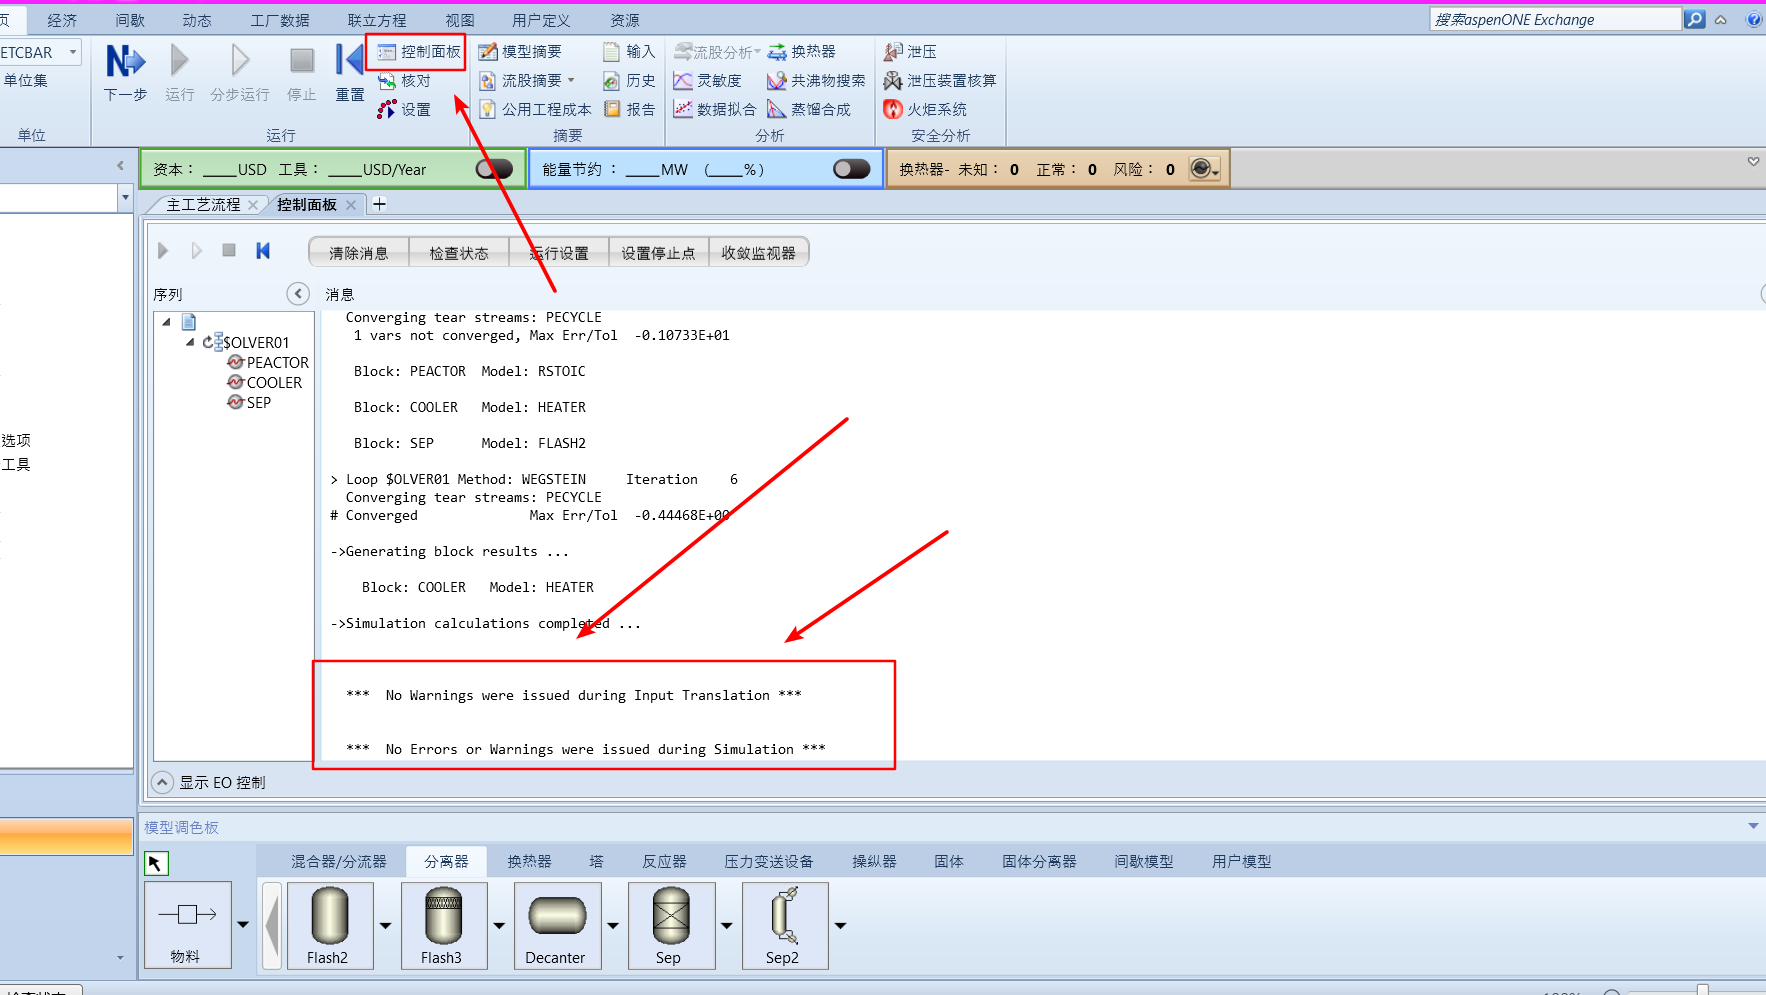 页 经济 间歇 动态 工厂数据 联立方程 视图 用户定义 资源 搜索aspenONE Exchange
ETCBAR 控制面板 模型摘要 输入 流股分析 换热器 泄压
单位集 核对 流股摘要 历史 灵敏度 共沸物搜索 泄压装置核算
下一步 运行 分步运行 停止 重置 设置 公用工程成本 报告 数据拟合 蒸馏合成 火炬系统
单位 运行 摘要 分析 安全分析
资本： ____USD 工具： ____USD/Year 能量节约 ： ____MW (____%) 换热器- 未知： 0 正常： 0 风险： 0
主工艺流程 控制面板
清除消息 检查状态 运行设置 设置停止点 收敛监视器
序列 消息
$OLVER01
PEACTOR
COOLER
SEP
选项
工具
Converging tear streams: PECYCLE
1 vars not converged, Max Err/Tol -0.10733E+01
Block: PEACTOR Model: RSTOIC
Block: COOLER Model: HEATER
Block: SEP Model: FLASH2
> Loop $OLVER01 Method: WEGSTEIN Iteration 6
Converging tear streams: PECYCLE
# Converged Max Err/Tol -0.44468E+00
->Generating block results ...
Block: COOLER Model: HEATER
->Simulation calculations completed ...
*** No Warnings were issued during Input Translation ***
*** No Errors or Warnings were issued during Simulation ***
显示 EO 控制
模型调色板
混合器/分流器 分离器 换热器 塔 反应器 压力变送设备 操纵器 固体 固体分离器 间歇模型 用户模型
物料 Flash2 Flash3 Decanter Sep Sep2